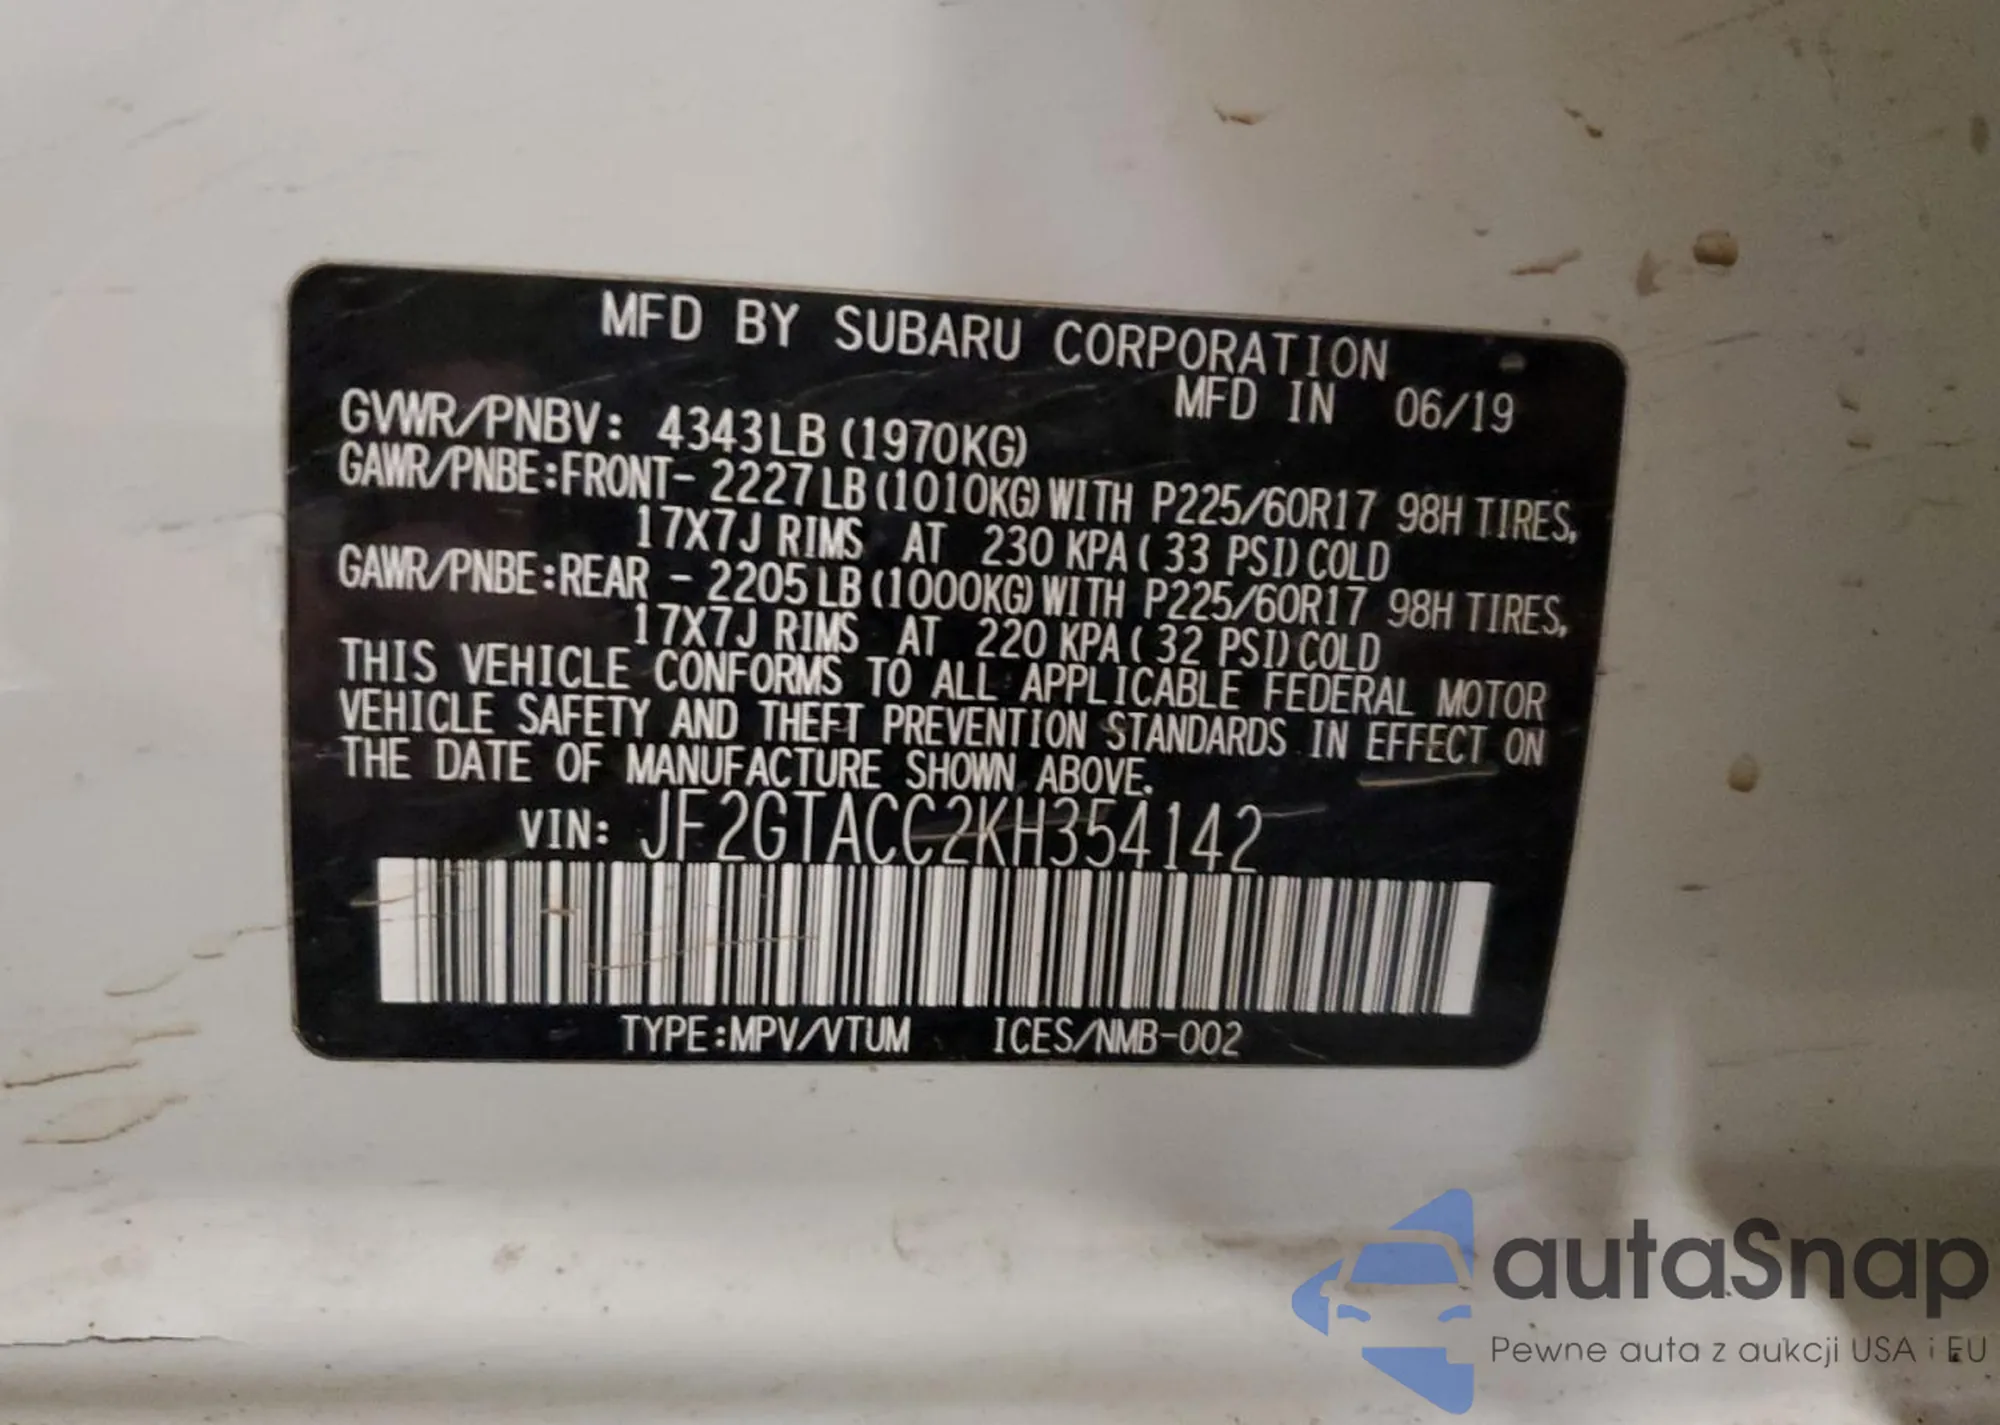 MFD BY SUBARU CORPORATION
MFD IN 06/19
GVWR/PNBV: 4343LB (1970KG)
GAWR/PNBE:FRONT- 2227LB (1010KG) WITH P225/60R17 98H TIRES,
17X7J RIMS AT 230 KPA ( 33 PSI) COLD
GAWR/PNBE:REAR - 2205LB (1000KG) WITH P225/60R17 98H TIRES,
17X7J RIMS AT 220 KPA ( 32 PSI) COLD
THIS VEHICLE CONFORMS TO ALL APPLICABLE FEDERAL MOTOR
VEHICLE SAFETY AND THEFT PREVENTION STANDARDS IN EFFECT ON
THE DATE OF MANUFACTURE SHOWN ABOVE.
VIN: JF2GTACC2KH354142
TYPE:MPV/VTUM ICES/NMB-002
autaSnap
Pewne auta z aukcji USA i EU